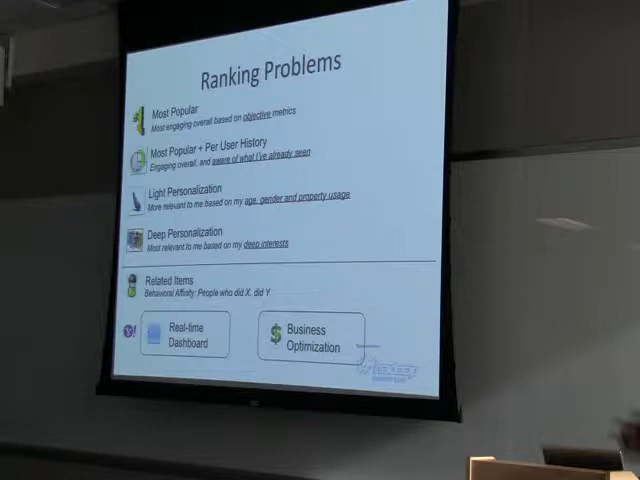 Ranking Problems
Most Popular
Most engaging overall based on objective metrics
Most Popular + Per User History
Engaging overall, and aware of what I've already seen
Light Personalization
More relevant to me based on my age, gender and property usage
Deep Personalization
Most relevant to me based on my deep interests
Related Items
Behavioral Affinity: People who did X, did Y
Y!
Real-time
Dashboard
$ Business
Optimization